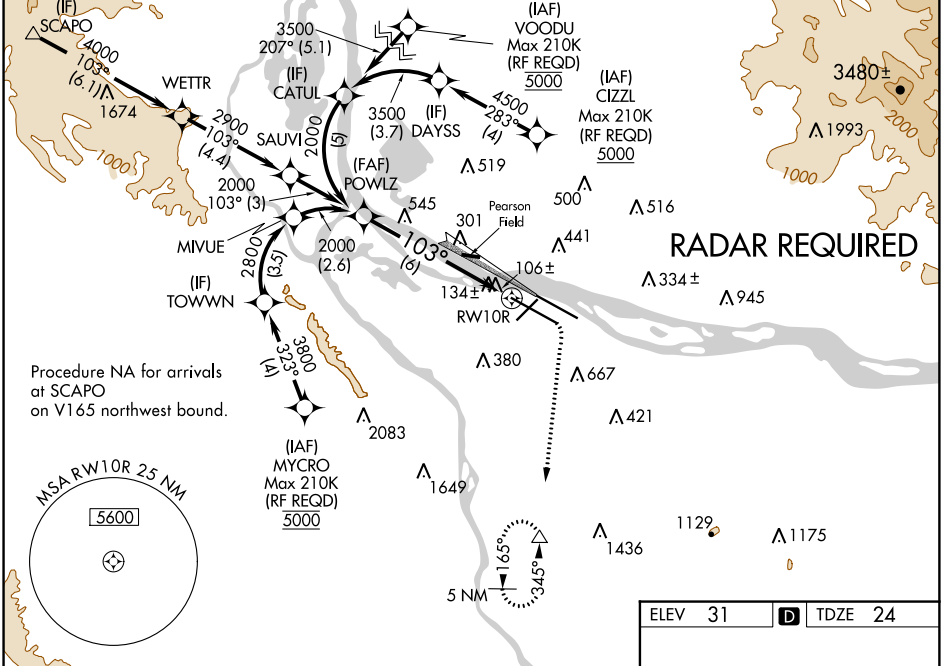 (IF)
SCAPO
4000
103°
(6.1)
1674
WETTR
2900
103°
(4.4)
1000
3500
207° (5.1)
(IF)
CATUL
(IAF)
VOODU
Max 210K
(RF REQD)
5000
3500
(3.7)
(IF)
DAYSS
4500
283°
(4)
(IAF)
CIZZL
Max 210K
(RF REQD)
5000
3480±
2000
1993
1000
SAUVI
2000
(5)
(FAF)
POWLZ
2000
103° (3)
MIVUE
2000
(2.6)
2800
(3.5)
(IF)
TOWWN
519
500
545
516
301
Pearson
Field
441
103°
(6)
106±
134±
RW10R
334±
945
RADAR REQUIRED
3800
323°
(4)
(IAF)
MYCRO
Max 210K
(RF REQD)
5000
Procedure NA for arrivals
at SCAPO
on V165 northwest bound.
380
667
421
2083
1649
1436
1129
1175
MSA RW10R 25 NM
5600
165°
345°
5 NM
ELEV 31 D TDZE 24